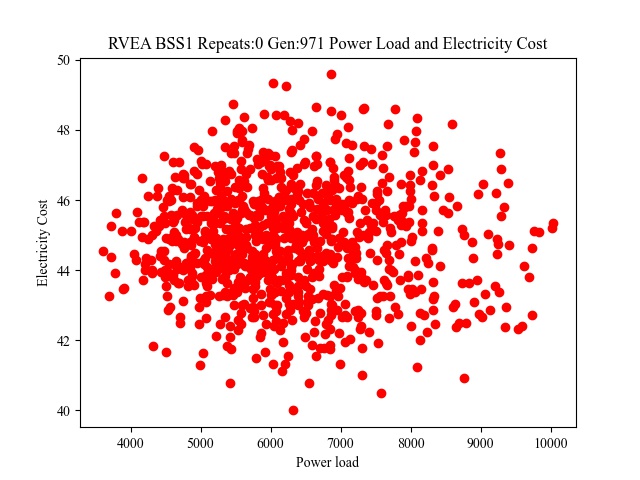 RVEA BSS1 Repeats:0 Gen:971 Power Load and Electricity Cost
50
48
46
44
42
40
Electricity Cost
4000 5000 6000 7000 8000 9000 10000
Power load